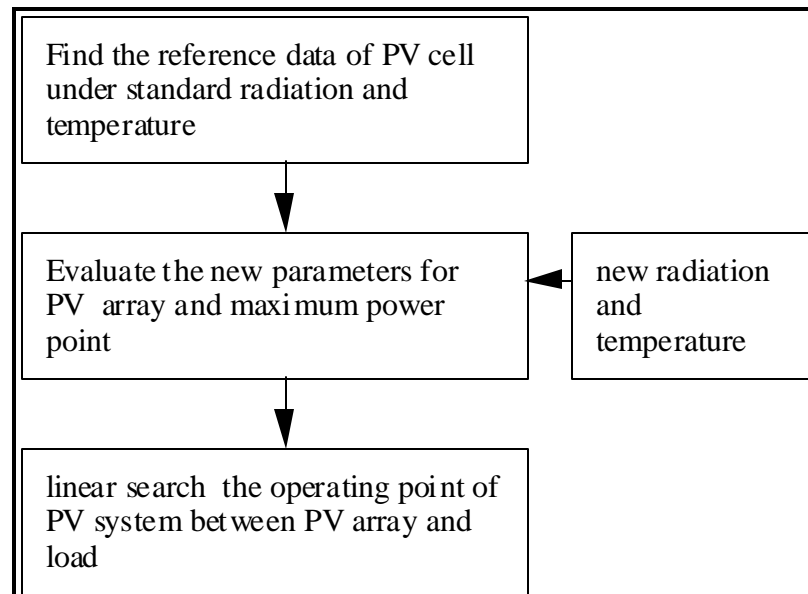 Find the reference data of PV cell
under standard radiation and
temperature
Evaluate the new parameters for
PV array and maximum power
point
new radiation
and
temperature
linear search the operating point of
PV system between PV array and
load